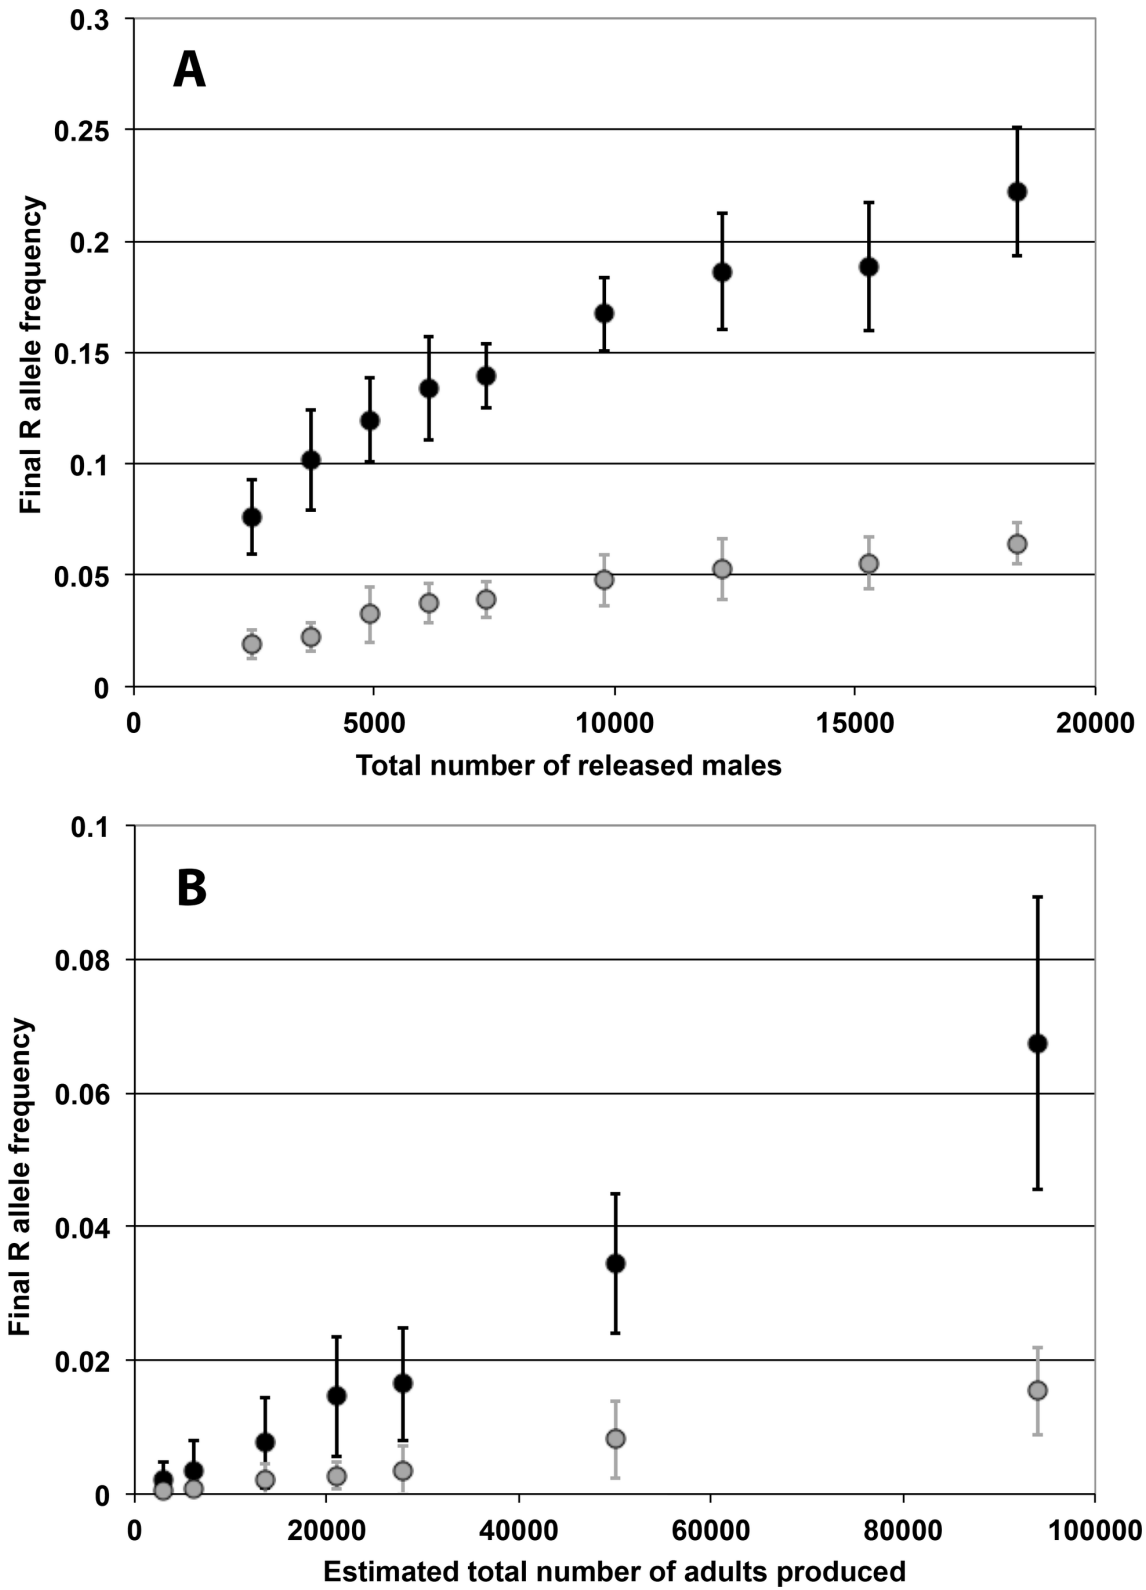 A
Final R allele frequency
0.3
0.25
0.2
0.15
0.1
0.05
0
0 5000 10000 15000 20000
Total number of released males
B
Final R allele frequency
0.1
0.08
0.06
0.04
0.02
0
0 20000 40000 60000 80000 100000
Estimated total number of adults produced